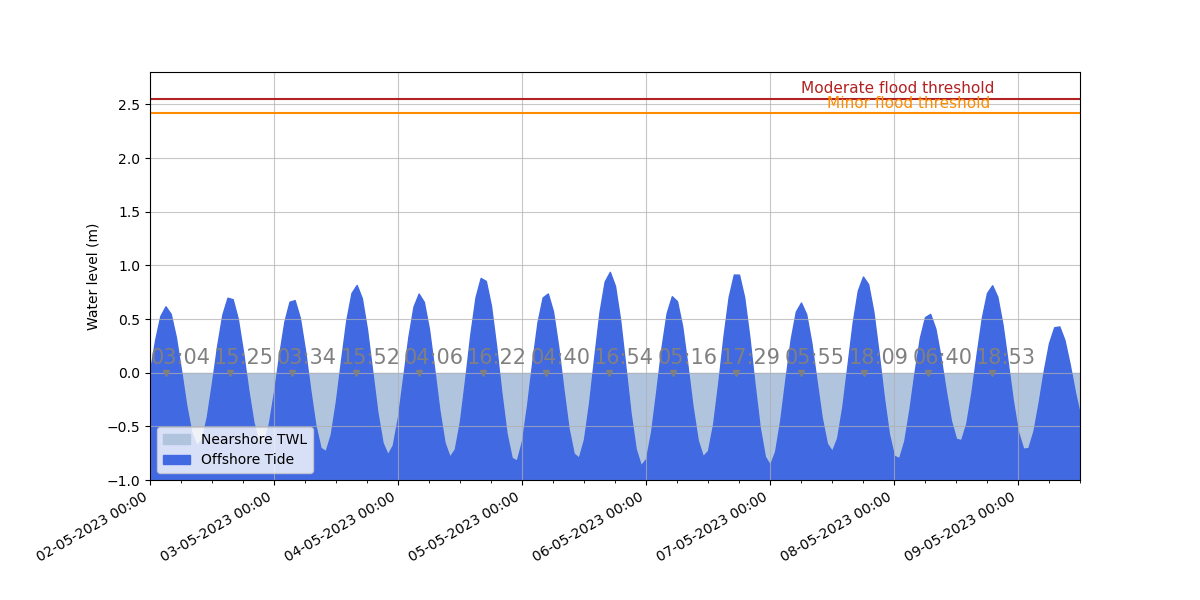 Moderate flood threshold
Minor flood threshold
Water level (m)
2.5
2.0
1.5
1.0
0.5
0.0
−0.5
−1.0
03:04 15:25 03:34 15:52 04:06 16:22 04:40 16:54 05:16 17:29 05:55 18:09 06:40 18:53
Nearshore TWL
Offshore Tide
02-05-2023 00:00
03-05-2023 00:00
04-05-2023 00:00
05-05-2023 00:00
06-05-2023 00:00
07-05-2023 00:00
08-05-2023 00:00
09-05-2023 00:00